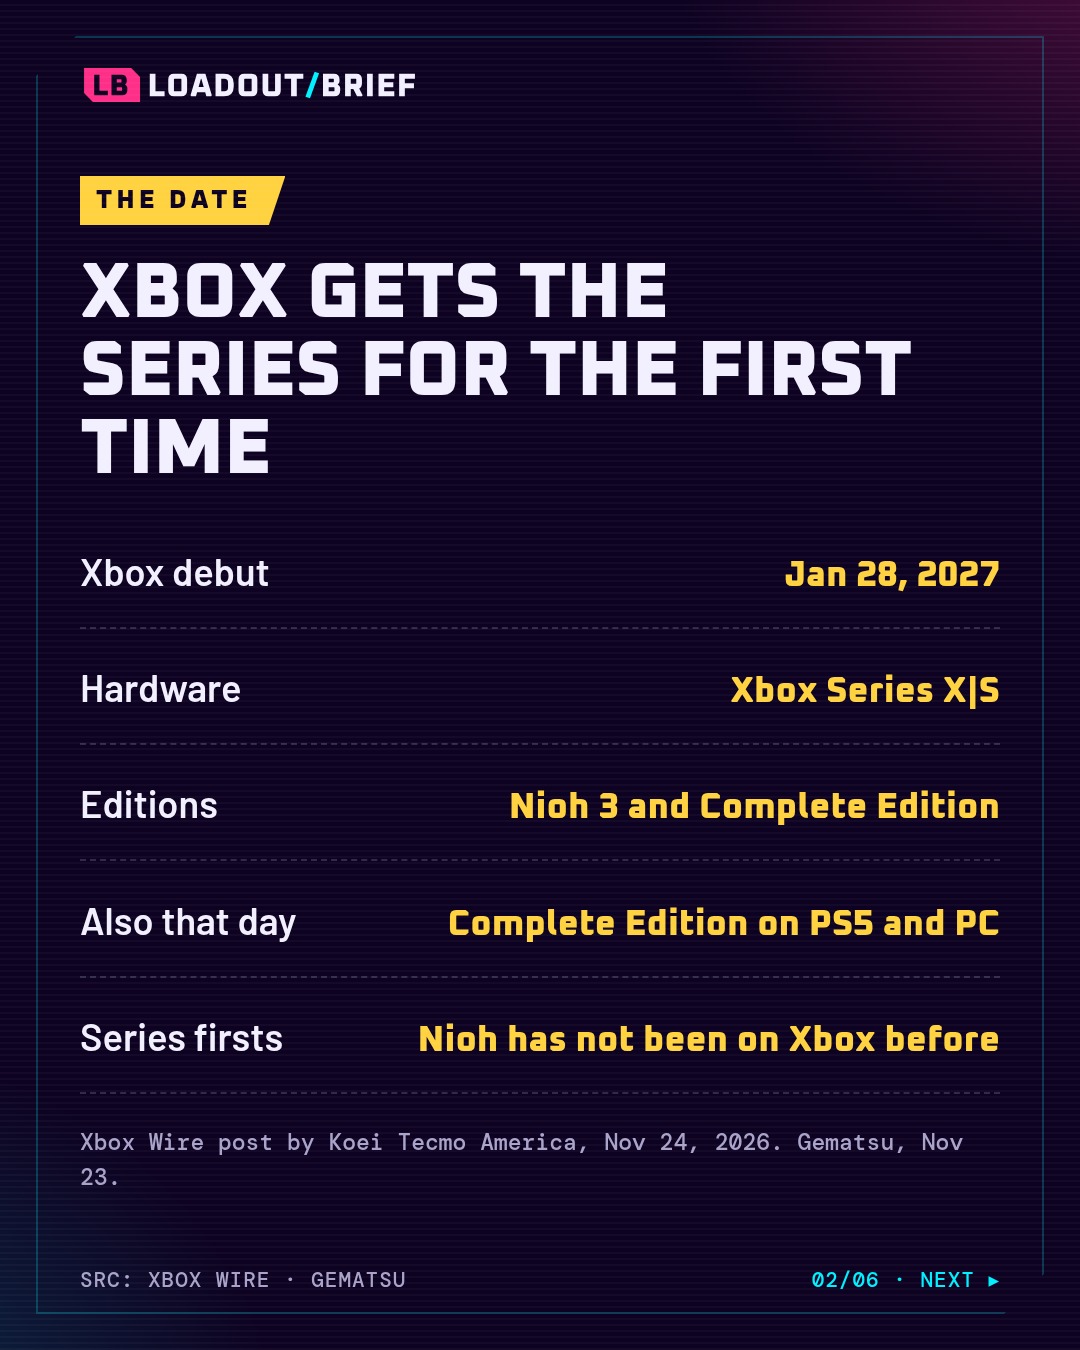 LB LOADOUT/BRIEF
THE DATE
XBOX GETS THE
SERIES FOR THE FIRST
TIME
Xbox debut Jan 28, 2027
Hardware Xbox Series X|S
Editions Nioh 3 and Complete Edition
Also that day Complete Edition on PS5 and PC
Series firsts Nioh has not been on Xbox before
Xbox Wire post by Koei Tecmo America, Nov 24, 2026. Gematsu, Nov
23.
SRC: XBOX WIRE · GEMATSU 02/06 · NEXT ▶